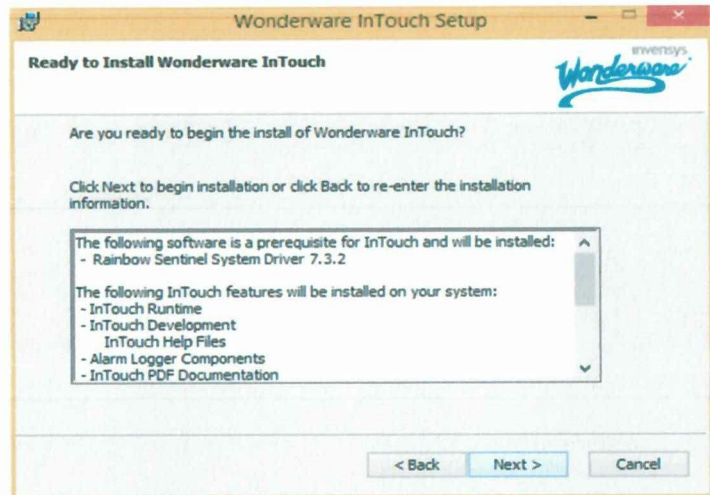 Wonderware InTouch Setup
Ready to Install Wonderware InTouch
invensys
Wonderware
Are you ready to begin the install of Wonderware InTouch?
Click Next to begin installation or click Back to re-enter the installation
information.
The following software is a prerequisite for InTouch and will be installed:
- Rainbow Sentinel System Driver 7.3.2
The following InTouch features will be installed on your system:
- InTouch Runtime
- InTouch Development
InTouch Help Files
- Alarm Logger Components
- InTouch PDF Documentation
< Back
Next >
Cancel